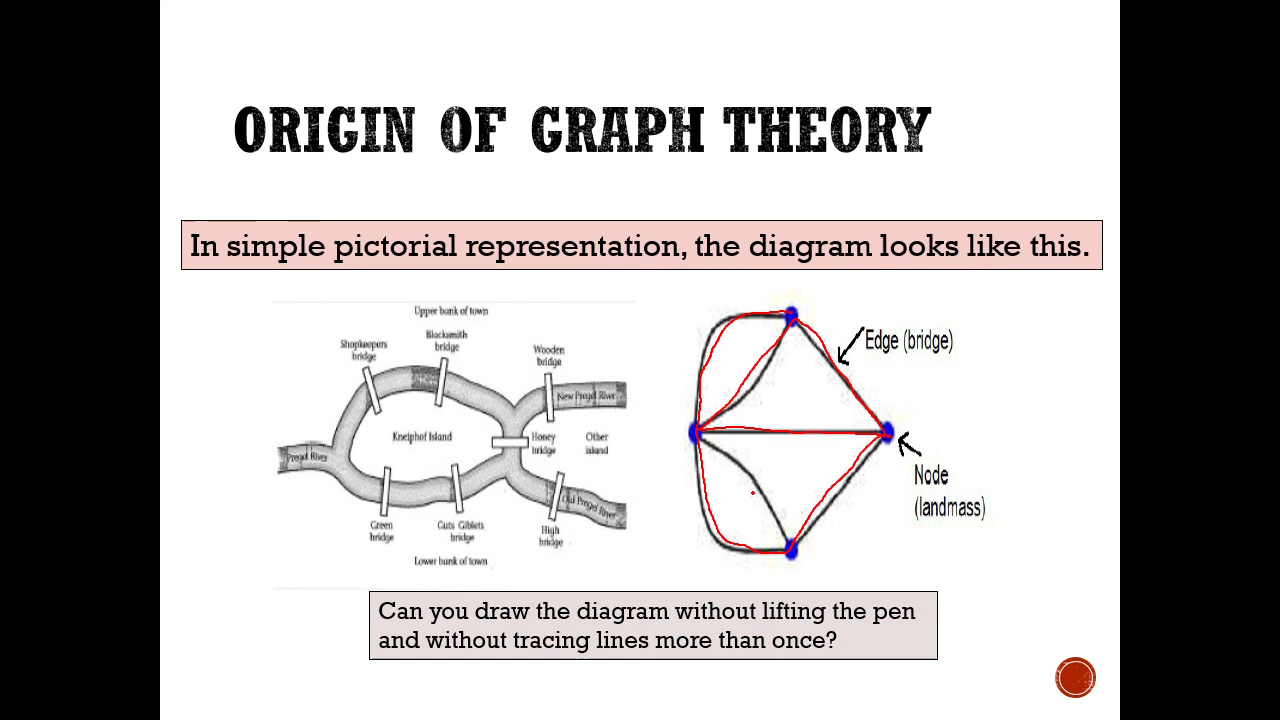 ORIGIN OF GRAPH THEORY
In simple pictorial representation, the diagram looks like this.
Upper bank of town
Shopkeepers
bridge
Blacksmith
bridge
Wooden
bridge
New Pregel River
Kneiphof Island
Honey
bridge
Other
island
Pregel River
Old Pregel River
Green
bridge
Guts Giblets
bridge
High
bridge
Lower bank of town
Edge (bridge)
Node
(landmass)
Can you draw the diagram without lifting the pen
and without tracing lines more than once?